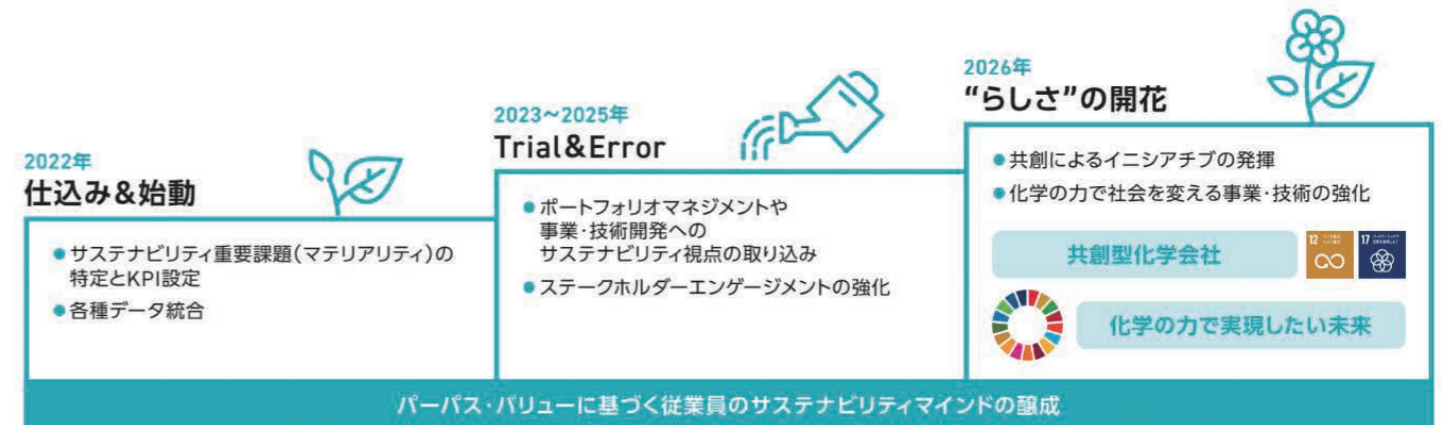 2022年
仕込み&始動
●サステナビリティ重要課題(マテリアリティ)の
特定とKPI設定
●各種データ統合
2023～2025年
Trial&Error
●ポートフォリオマネジメントや
事業・技術開発への
サステナビリティ視点の取り込み
●ステークホルダーエンゲージメントの強化
2026年
“らしさ”の開花
●共創によるイニシアチブの発揮
●化学の力で社会を変える事業・技術の強化
共創型化学会社
12
17
化学の力で実現したい未来
パーパス・バリューに基づく従業員のサステナビリティマインドの醸成